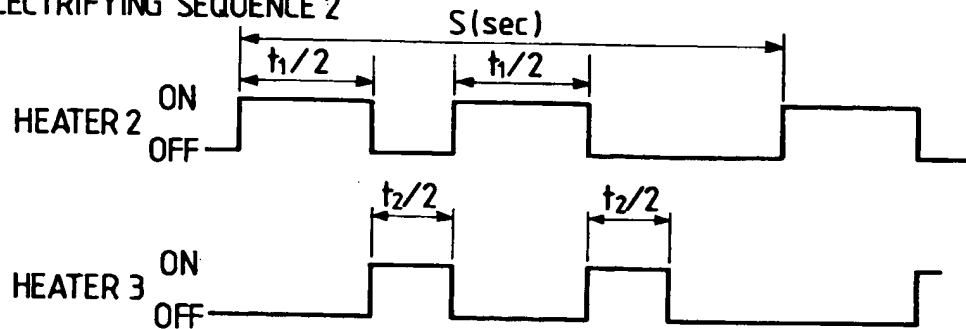 LECTRIFYING SEQUENCE 2
S(sec)
t₁/2 t₁/2
ON
HEATER 2
OFF
t₂/2 t₂/2
ON
HEATER 3
OFF